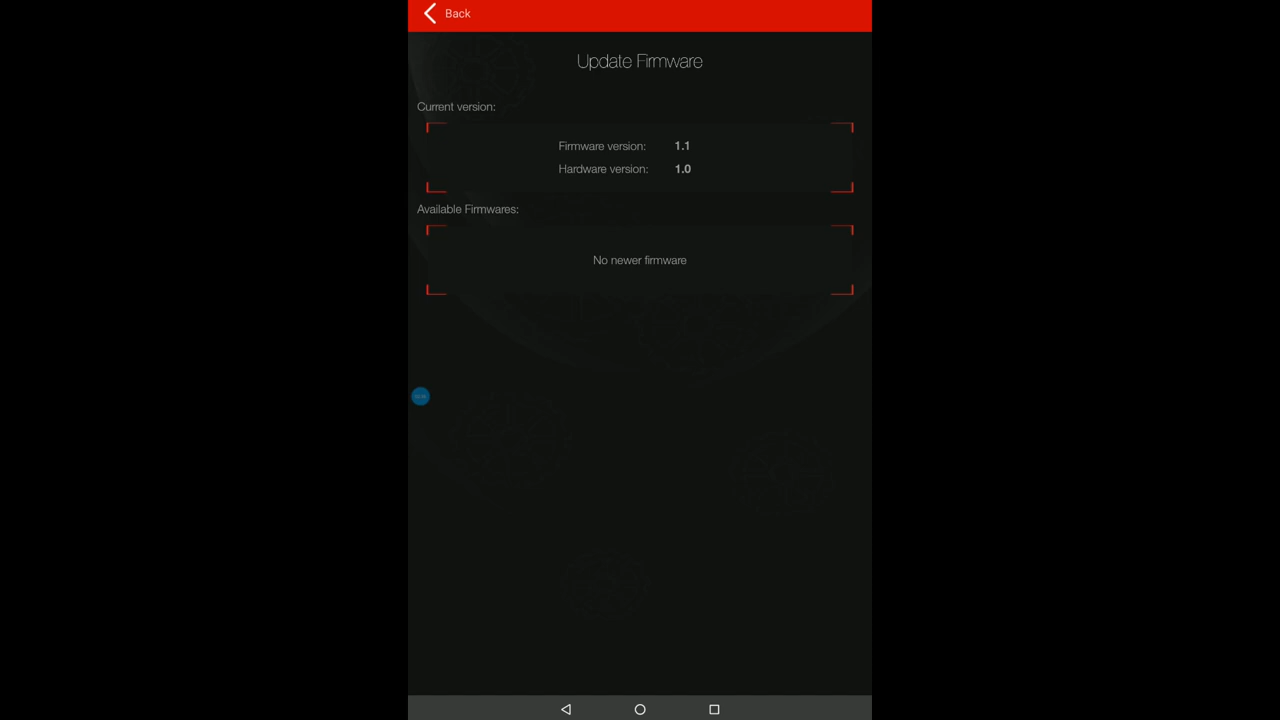 Back
Update Firmware
Current version:
Firmware version: 1.1
Hardware version: 1.0
Available Firmwares:
No newer firmware